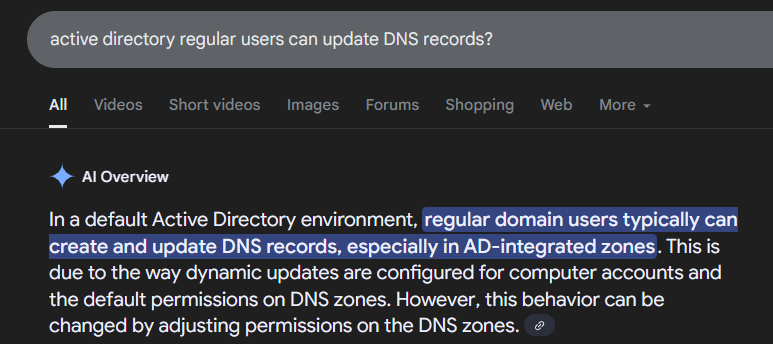 active directory regular users can update DNS records?
All Videos Short videos Images Forums Shopping Web More
AI Overview
In a default Active Directory environment, regular domain users typically can
create and update DNS records, especially in AD-integrated zones. This is
due to the way dynamic updates are configured for computer accounts and
the default permissions on DNS zones. However, this behavior can be
changed by adjusting permissions on the DNS zones.